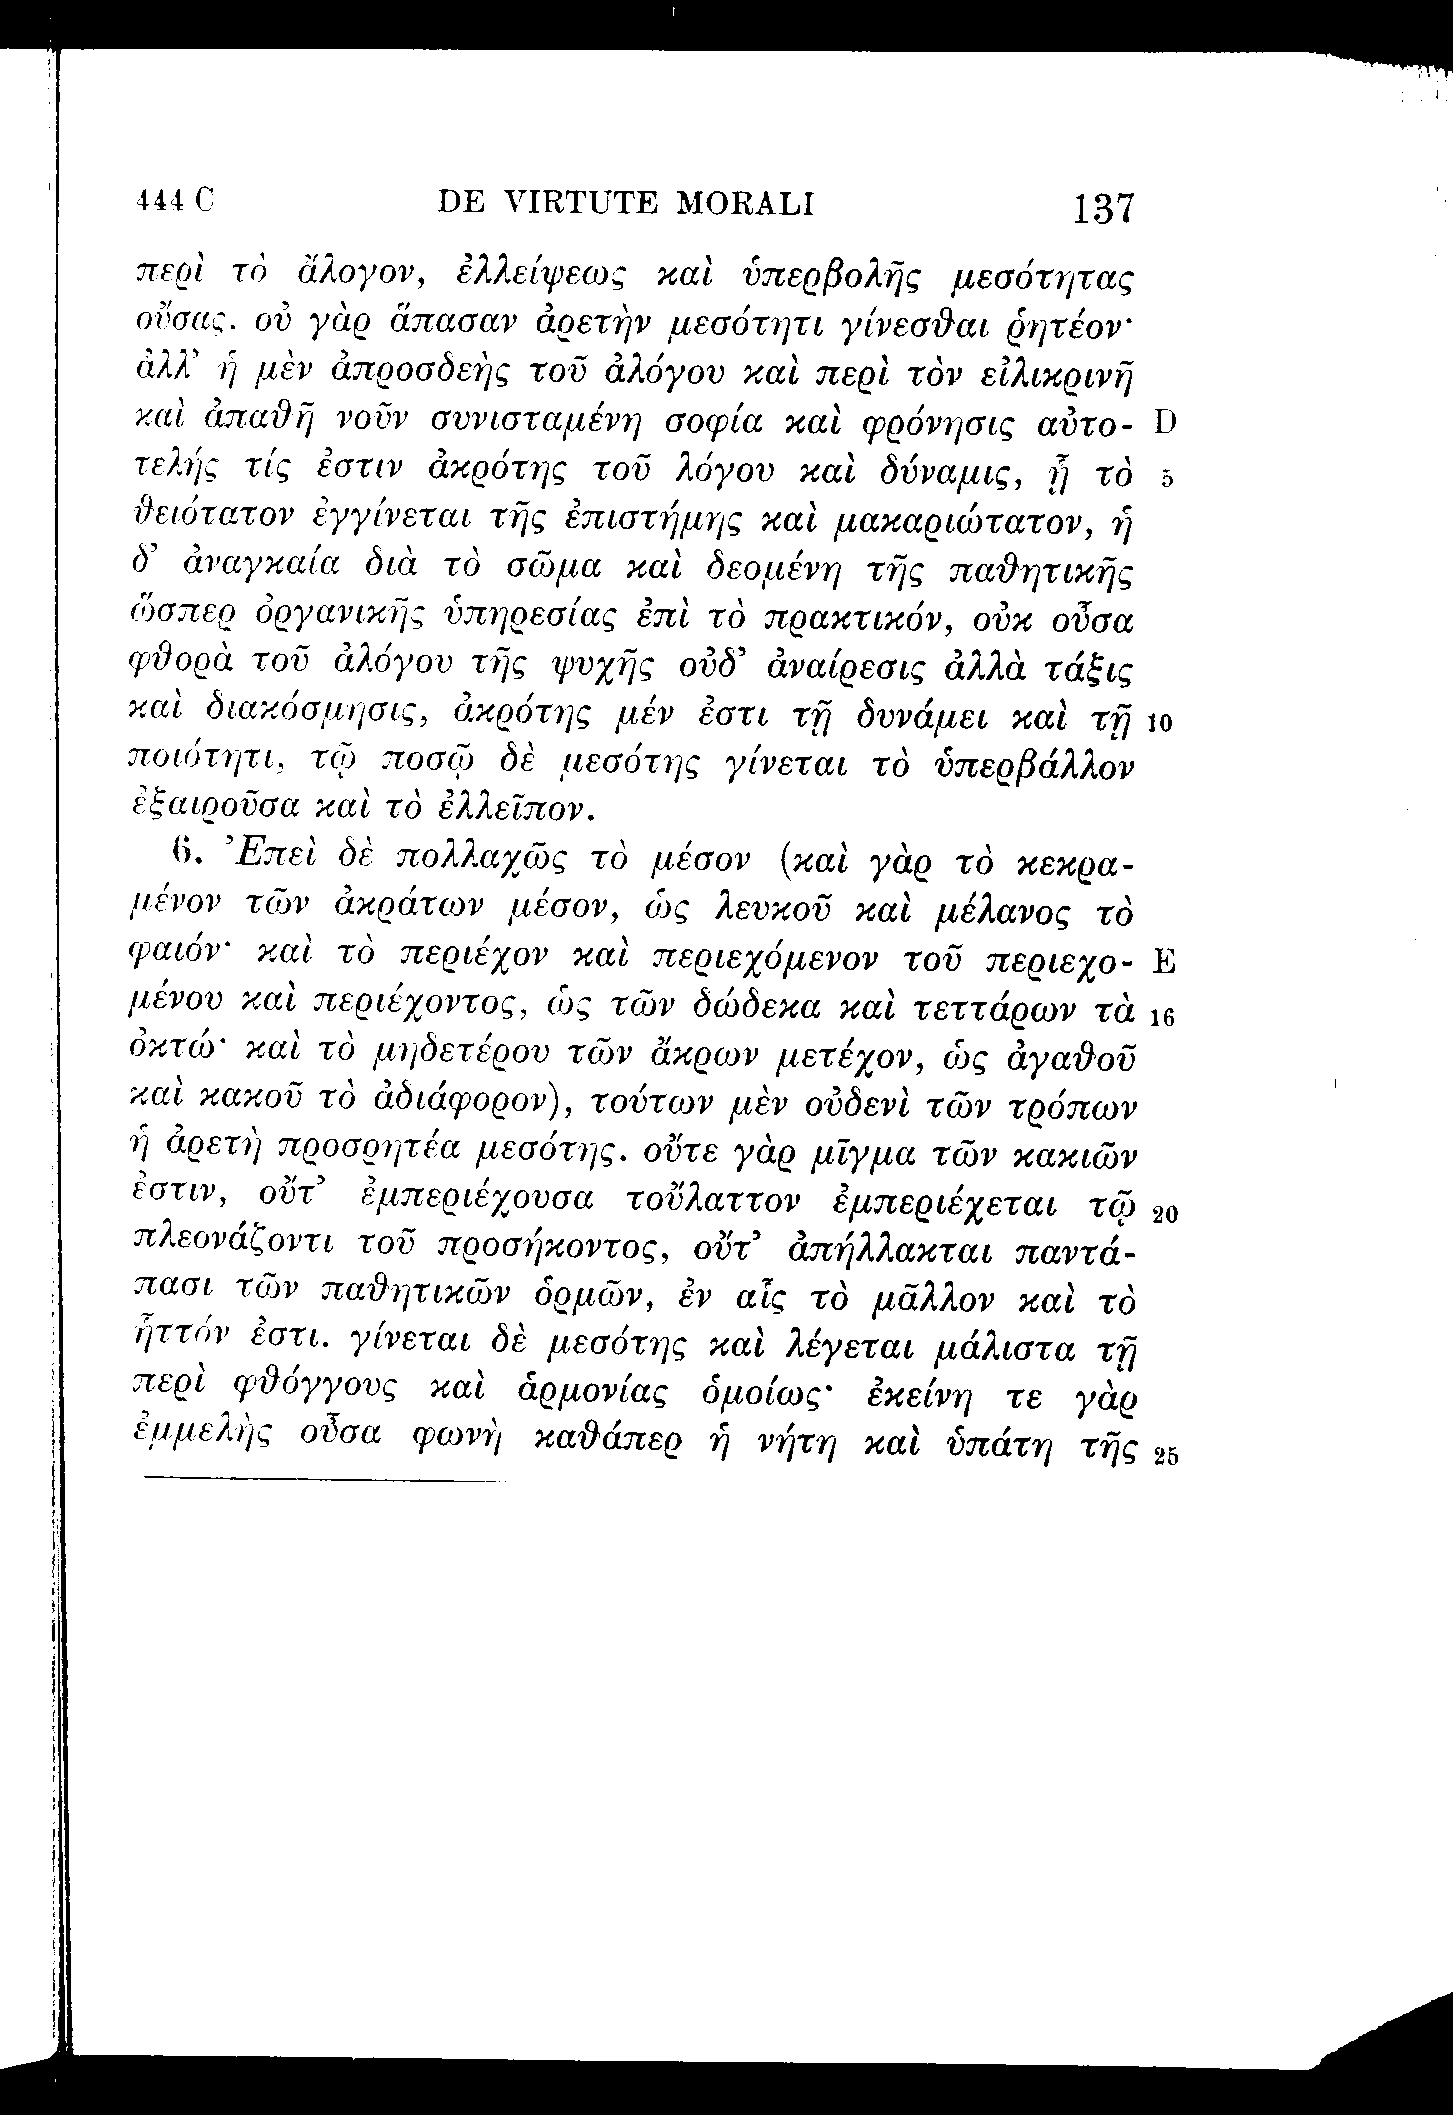 444 C DE VIRTUTE MORALI 137
περὶ τὸ ἄλογον, ἐλλείψεως καὶ ὑπερβολῆς μεσότητας
οὔσας. οὐ γὰρ ἅπασαν ἀρετὴν μεσότητι γίνεσθαι ῥητέον·
ἀλλ’ ἡ μὲν ἀπροσδεὴς τοῦ ἀλόγου καὶ περὶ τὸν εἰλικρινῆ
καὶ ἀπαθῆ νοῦν συνισταμένη σοφία καὶ φρόνησις αὐτο- D
τελής τίς ἐστιν ἀκρότης τοῦ λόγου καὶ δύναμις, ᾗ τὸ 5
θειότατον ἐγγίνεται τῆς ἐπιστήμης καὶ μακαριώτατον, ἡ
δ’ ἀναγκαία διὰ τὸ σῶμα καὶ δεομένη τῆς παθητικῆς
ὥσπερ ὀργανικῆς ὑπηρεσίας ἐπὶ τὸ πρακτικόν, οὐκ οὖσα
φθορὰ τοῦ ἀλόγου τῆς ψυχῆς οὐδ’ ἀναίρεσις ἀλλὰ τάξις
καὶ διακόσμησις, ἀκρότης μέν ἐστι τῇ δυνάμει καὶ τῇ 10
ποιότητι, τῷ ποσῷ δὲ μεσότης γίνεται τὸ ὑπερβάλλον
ἐξαιροῦσα καὶ τὸ ἐλλεῖπον.
6. Ἐπεὶ δὲ πολλαχῶς τὸ μέσον (καὶ γὰρ τὸ κεκρα-
μένον τῶν ἀκράτων μέσον, ὡς λευκοῦ καὶ μέλανος τὸ
φαιόν· καὶ τὸ περιέχον καὶ περιεχόμενον τοῦ περιεχο- E
μένου καὶ περιέχοντος, ὡς τῶν δώδεκα καὶ τεττάρων τὰ 16
ὀκτώ· καὶ τὸ μηδετέρου τῶν ἄκρων μετέχον, ὡς ἀγαθοῦ
καὶ κακοῦ τὸ ἀδιάφορον), τούτων μὲν οὐδενὶ τῶν τρόπων
ἡ ἀρετὴ προσρητέα μεσότης. οὔτε γὰρ μῖγμα τῶν κακιῶν
ἐστιν, οὔτ’ ἐμπεριέχουσα τοὔλαττον ἐμπεριέχεται τῷ 20
πλεονάζοντι τοῦ προσήκοντος, οὔτ’ ἀπήλλακται παντά-
πασι τῶν παθητικῶν ὁρμῶν, ἐν αἷς τὸ μᾶλλον καὶ τὸ
ἧττόν ἐστι. γίνεται δὲ μεσότης καὶ λέγεται μάλιστα τῇ
περὶ φθόγγους καὶ ἁρμονίας ὁμοίως· ἐκείνη τε γὰρ
ἐμμελὴς οὖσα φωνὴ καθάπερ ἡ νήτη καὶ ὑπάτη τῆς 25